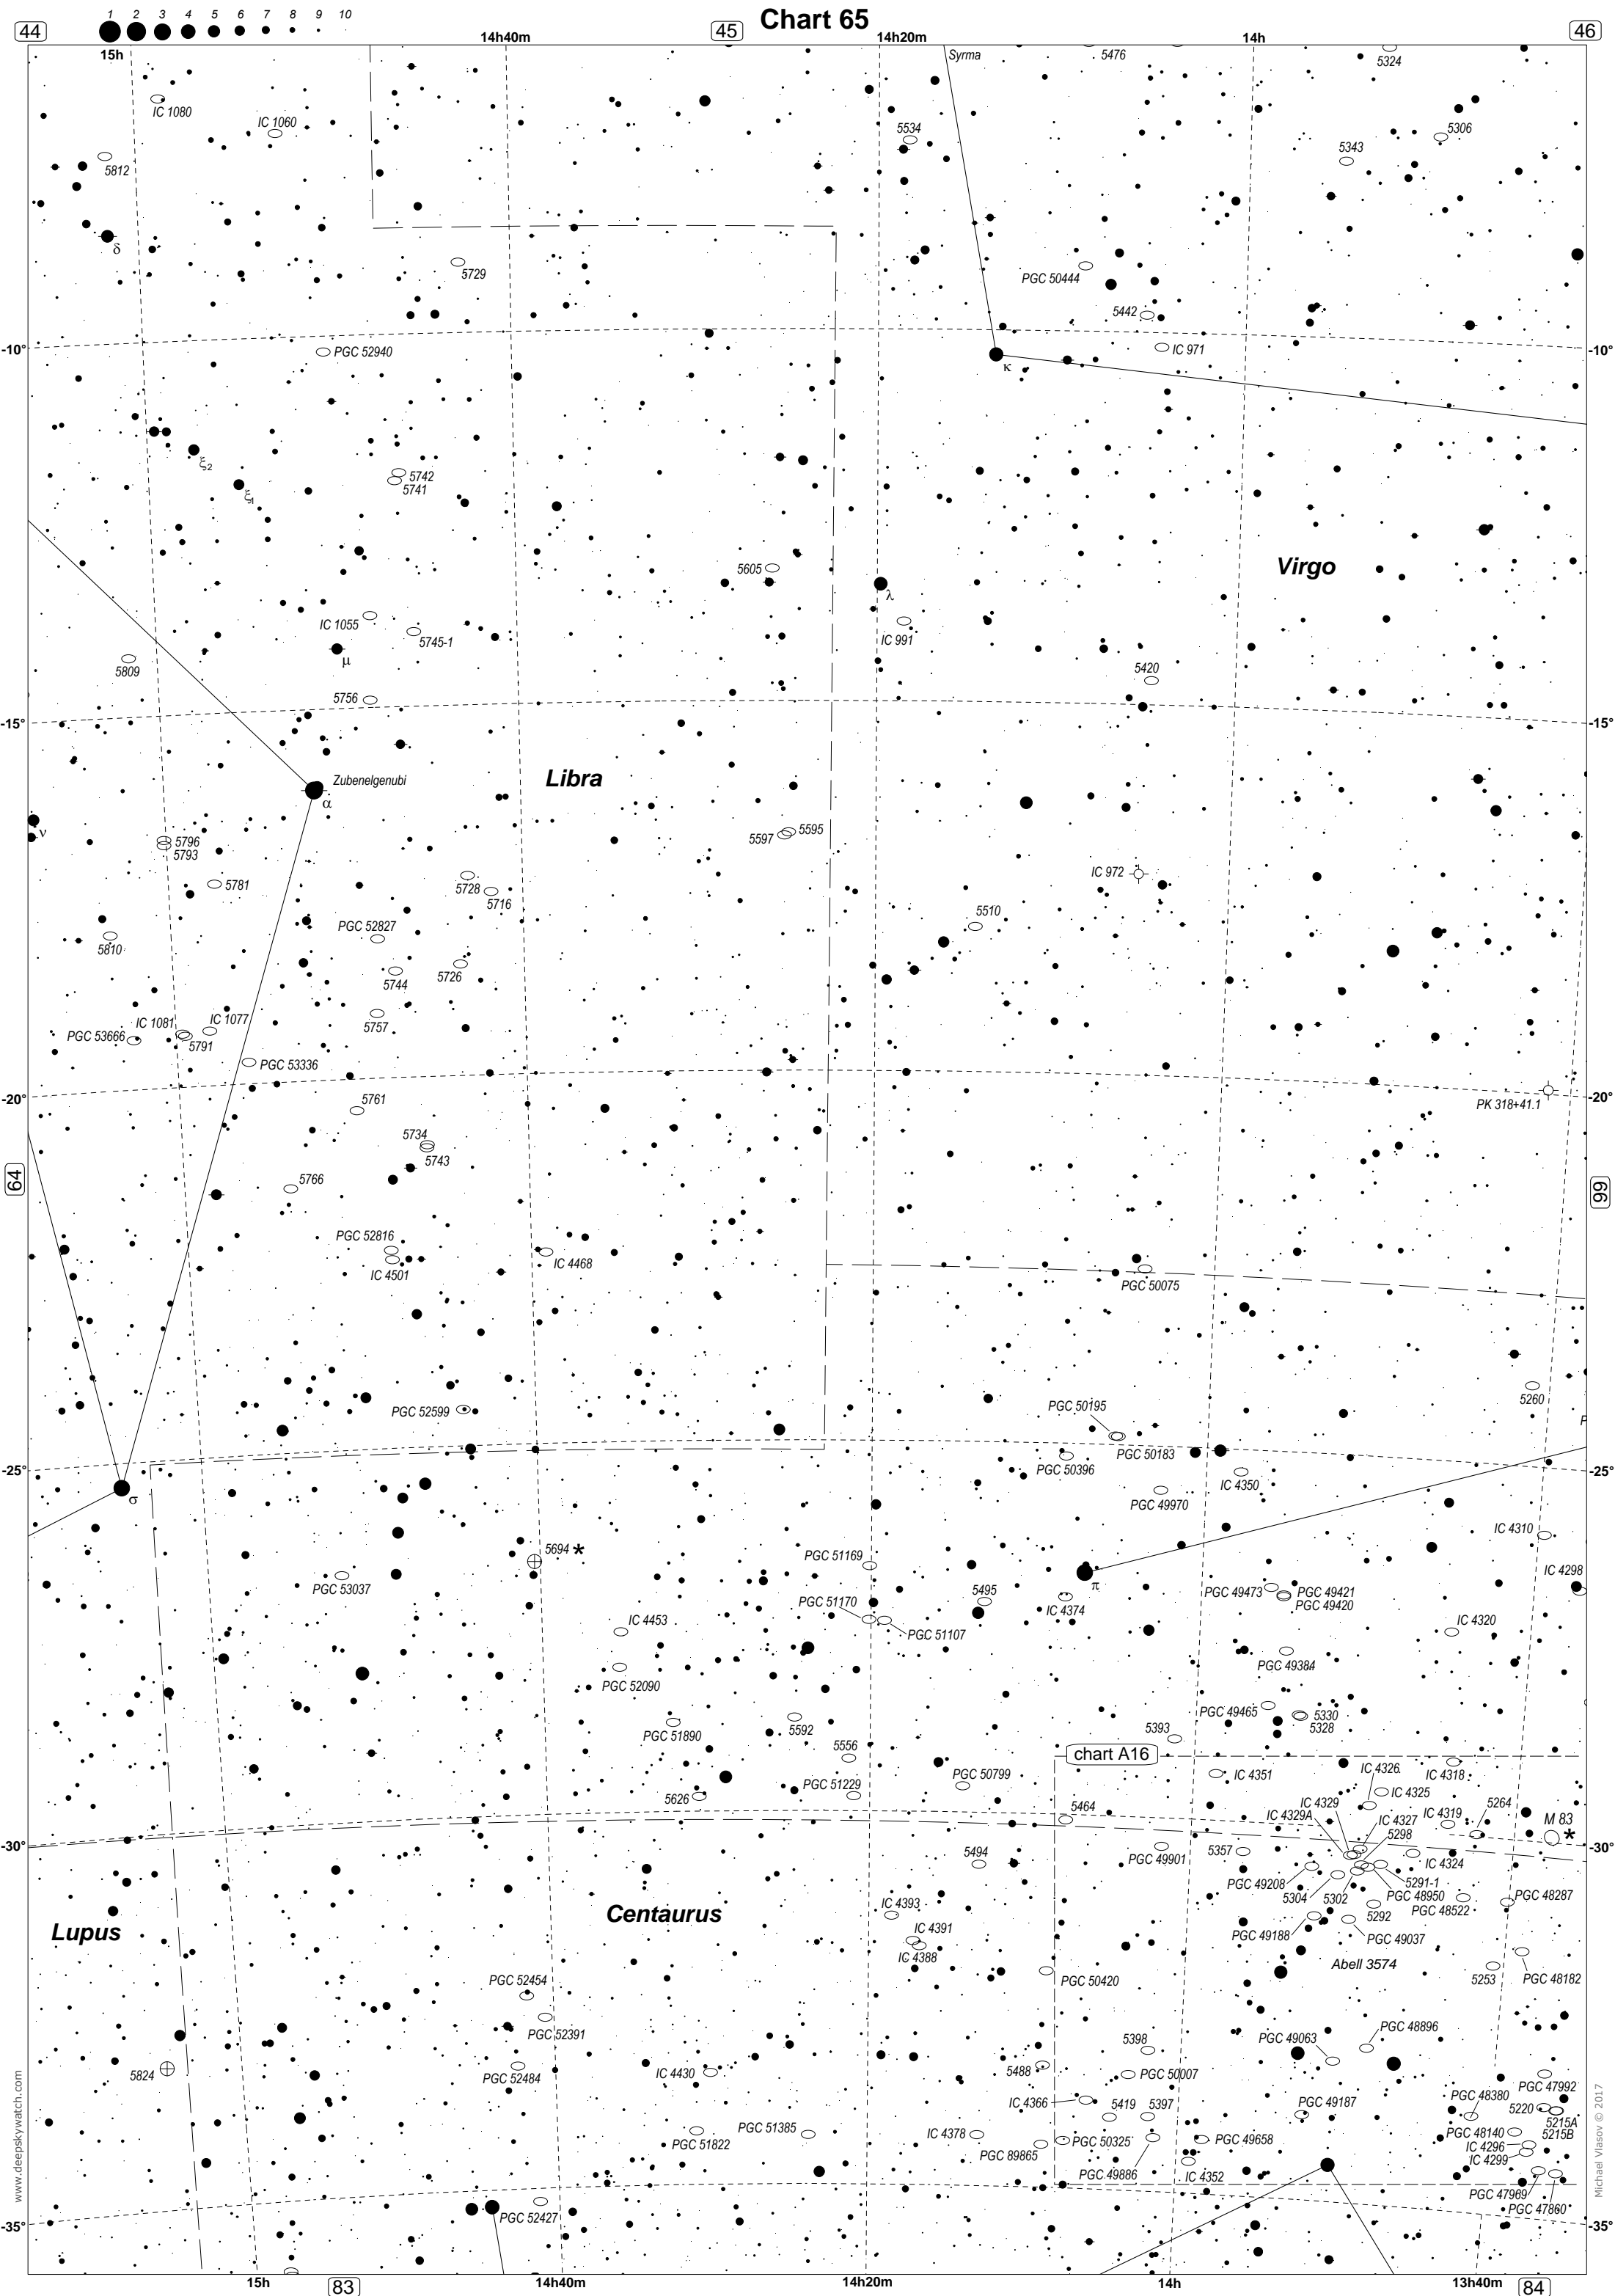 Chart 65
1 2 3 4 5 6 7 8 9 10
44
45
46
15h
14h40m
14h20m
14h
Syrma
5476
5324
IC 1080
IC 1060
5534
5306
5343
5812
δ
5729
PGC 50444
5442
-10°
PGC 52940
IC 971
-10°
κ
ξ2
5742
5741
ξ1
5605
Virgo
λ
IC 1055
5745-1
IC 991
μ
5809
5420
5756
-15°
-15°
Zubenelgenubi
Libra
α
ν
5796
5793
5597
5595
5781
5728
5716
IC 972
PGC 52827
5510
5810
5726
5744
5757
IC 1081
IC 1077
PGC 53666
5791
PGC 53336
-20°
5761
PK 318+41.1
-20°
5734
5743
64
5766
66
PGC 52816
IC 4501
IC 4468
PGC 50075
5260
PGC 52599
PGC 50195
P
PGC 50183
PGC 50396
-25°
IC 4350
-25°
σ
PGC 49970
IC 4310
5694 *
PGC 51169
IC 4298
PGC 53037
π
5495
PGC 49473
PGC 49421
PGC 49420
PGC 51170
IC 4374
IC 4453
PGC 51107
IC 4320
PGC 49384
PGC 52090
PGC 49465
5330
5328
PGC 51890
5592
5393
5556
chart A16
IC 4326
IC 4351
IC 4318
PGC 51229
PGC 50799
IC 4325
5626
IC 4329
5464
IC 4329A
IC 4327
IC 4319
5264
M 83
*
5298
-30°
-30°
5494
PGC 49901
5357
IC 4324
PGC 49208
5291-1
5304
5302
PGC 48950
PGC 48287
IC 4393
PGC 48522
5292
Centaurus
Lupus
IC 4391
PGC 49188
PGC 49037
IC 4388
Abell 3574
PGC 52454
PGC 50420
5253
PGC 48182
PGC 52391
5398
PGC 49063
PGC 48896
5824
PGC 52484
IC 4430
5488
PGC 50007
PGC 47992
IC 4366
5419
5397
PGC 49187
PGC 48380
5220
5215A
PGC 51385
IC 4378
PGC 48140
5215B
PGC 51822
PGC 89865
PGC 50325
PGC 49658
IC 4296
IC 4299
PGC 49886
IC 4352
PGC 47969
PGC 47860
PGC 52427
-35°
-35°
15h
14h40m
14h20m
14h
13h40m
83
84
www.deepskywatch.com
Michael Vlasov © 2017